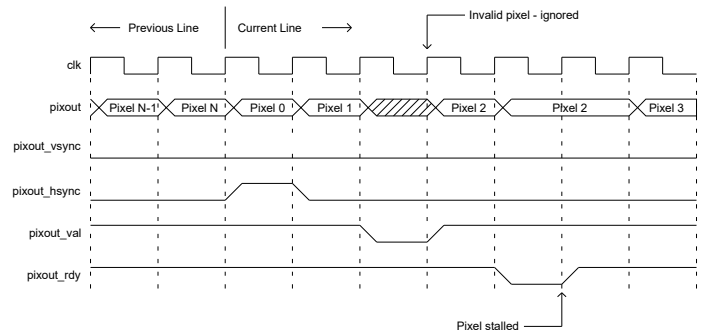 Invalid pixel - ignored
Previous Line Current Line
clk
pixout Pixel N-1 Pixel N Pixel 0 Pixel 1 Pixel 2 Pixel 2 Pixel 3
pixout_vsync
pixout_hsync
pixout_val
pixout_rdy
Pixel stalled